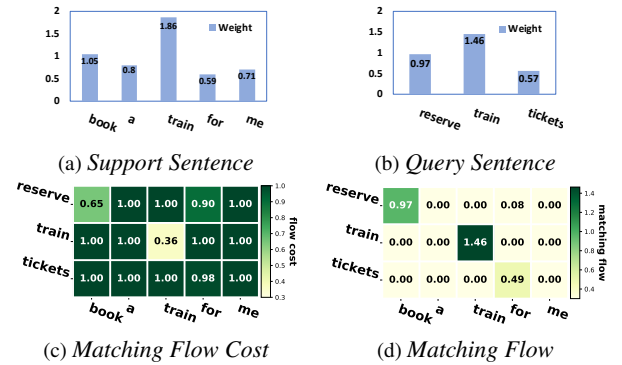 2
1.5
1
0.5
0
Weight
1.05
0.8
1.86
0.59
0.71
book
a
train
for
me
(a) Support Sentence
2
1.5
1
0.5
0
Weight
0.97
1.46
0.57
reserve
train
tickets
(b) Query Sentence
reserve
train
tickets
0.65 1.00 1.00 0.90 1.00
1.00 1.00 0.36 1.00 1.00
1.00 1.00 1.00 0.98 1.00
book
a
train
for
me
1.0
0.9
0.8
0.7
0.6
0.5
0.4
0.3
flow cost
(c) Matching Flow Cost
reserve
train
tickets
0.97 0.00 0.00 0.08 0.00
0.00 0.00 1.46 0.00 0.00
0.00 0.00 0.00 0.49 0.00
book
a
train
for
me
1.4
1.2
1.0
0.8
0.6
0.4
matching flow
(d) Matching Flow